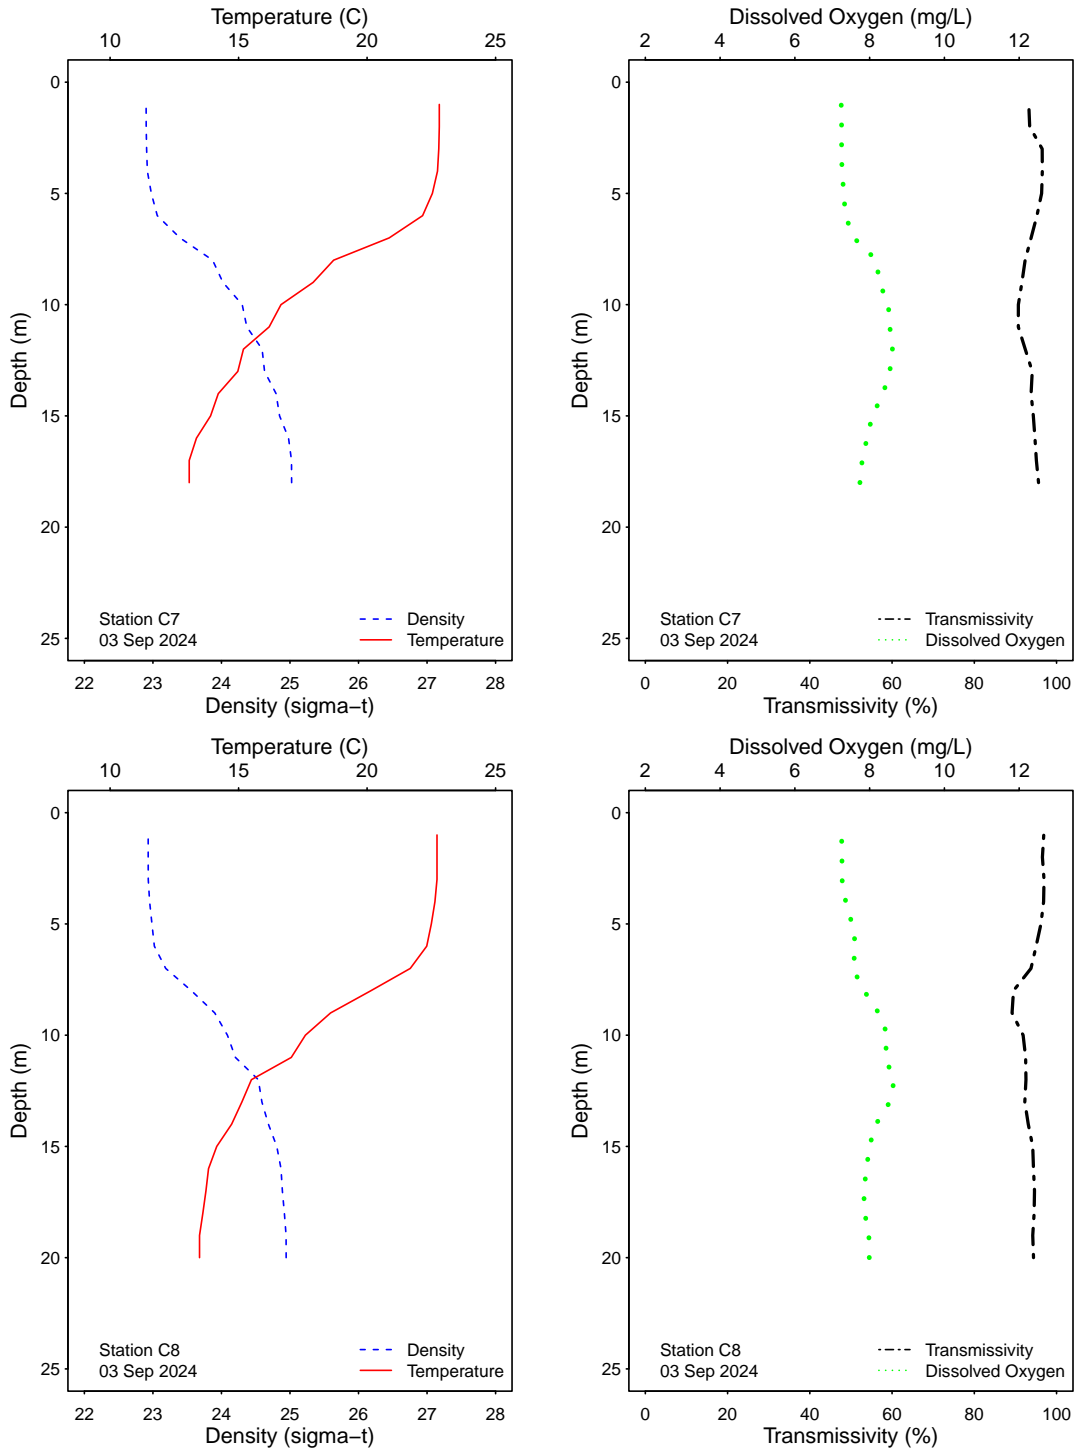 Temperature (C)
10 15 20 25
0
5
10
15
20
25
Depth (m)
Station C7
03 Sep 2024
Density
Temperature
22 23 24 25 26 27 28
Density (sigma−t)
Dissolved Oxygen (mg/L)
2 4 6 8 10 12
0
5
10
15
20
25
Depth (m)
Station C7
03 Sep 2024
Transmissivity
Dissolved Oxygen
0 20 40 60 80 100
Transmissivity (%)
Temperature (C)
10 15 20 25
0
5
10
15
20
25
Depth (m)
Station C8
03 Sep 2024
Density
Temperature
22 23 24 25 26 27 28
Density (sigma−t)
Dissolved Oxygen (mg/L)
2 4 6 8 10 12
0
5
10
15
20
25
Depth (m)
Station C8
03 Sep 2024
Transmissivity
Dissolved Oxygen
0 20 40 60 80 100
Transmissivity (%)